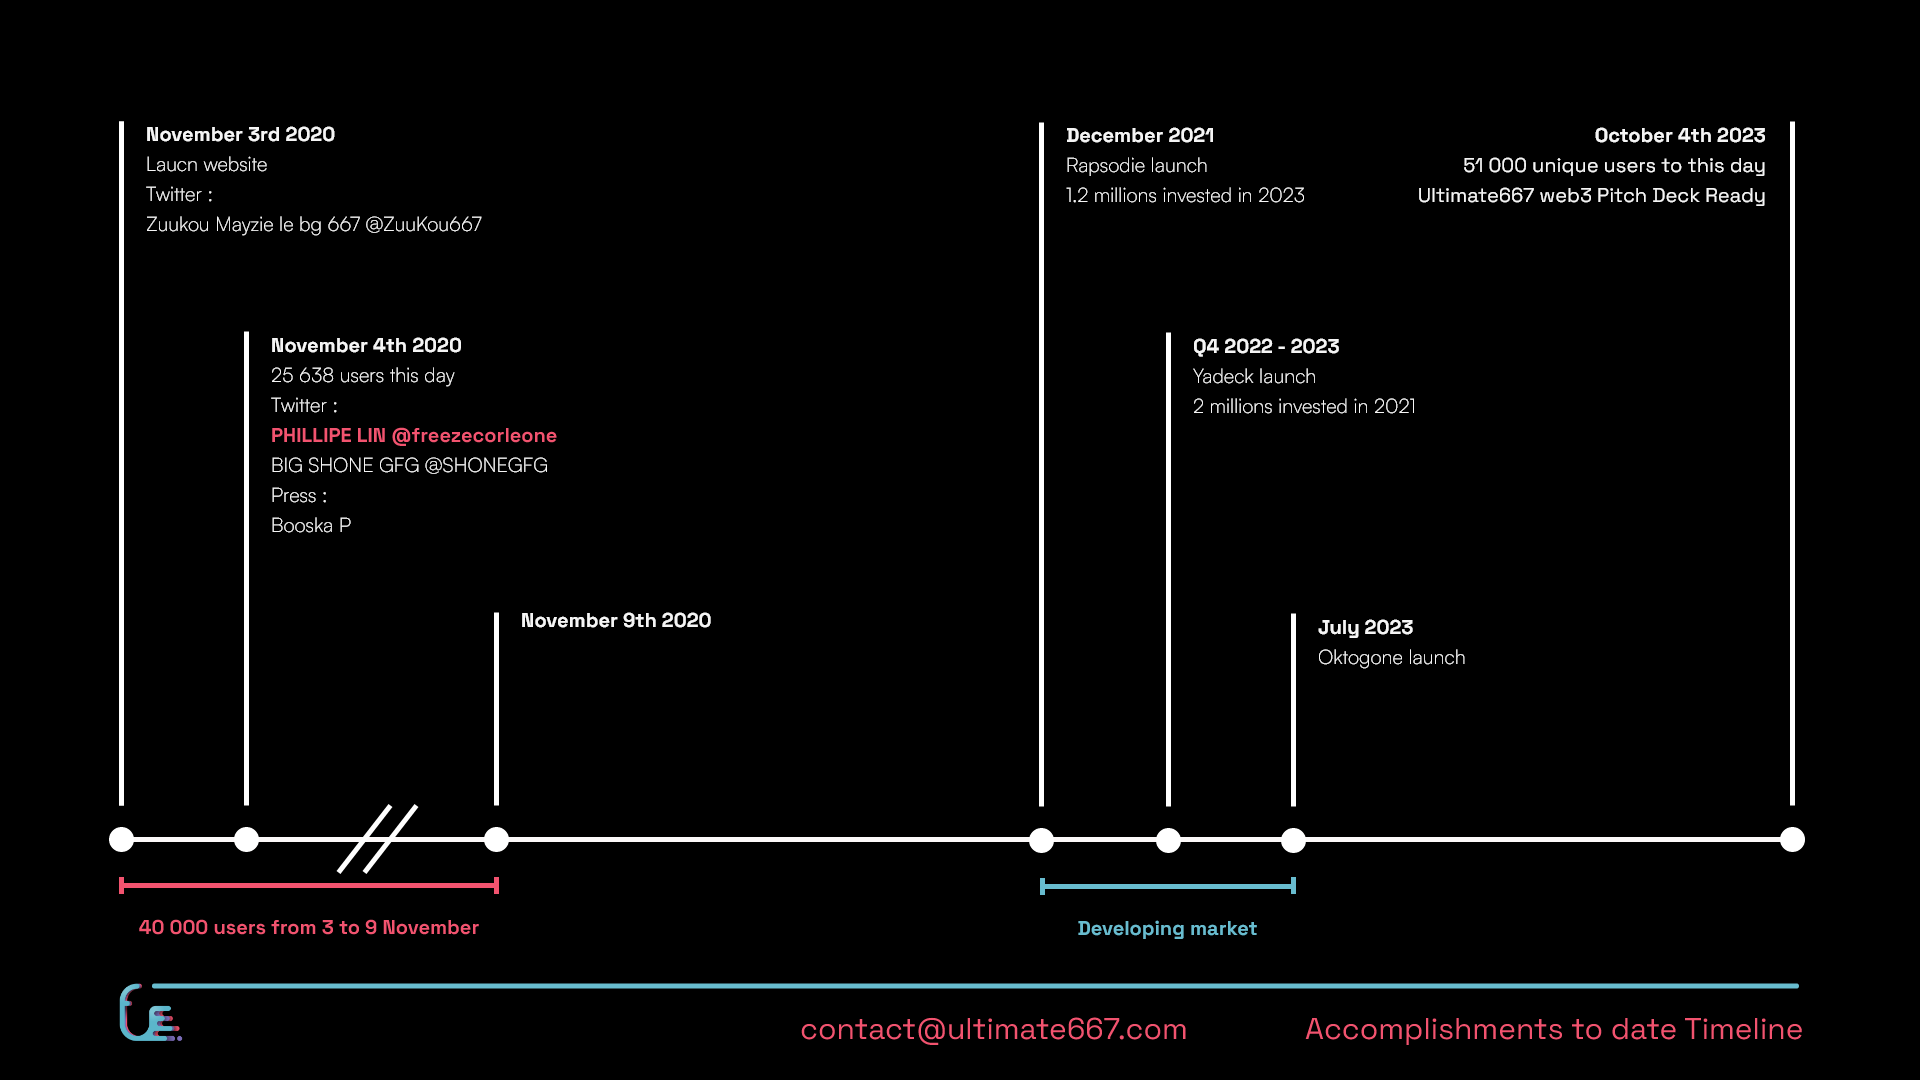 November 3rd 2020
Laucn website
Twitter :
Zuukou Mayzie le bg 667 @ZuuKou667
November 4th 2020
25 638 users this day
Twitter :
PHILLIPE LIN @freezecorleone
BIG SHONE GFG @SHONEGFG
Press :
Booska P
November 9th 2020
December 2021
Rapsodie launch
1.2 millions invested in 2023
October 4th 2023
51 000 unique users to this day
Ultimate667 web3 Pitch Deck Ready
Q4 2022 - 2023
Yadeck launch
2 millions invested in 2021
July 2023
Oktogone launch
40 000 users from 3 to 9 November
Developing market
contact@ultimate667.com
Accomplishments to date Timeline